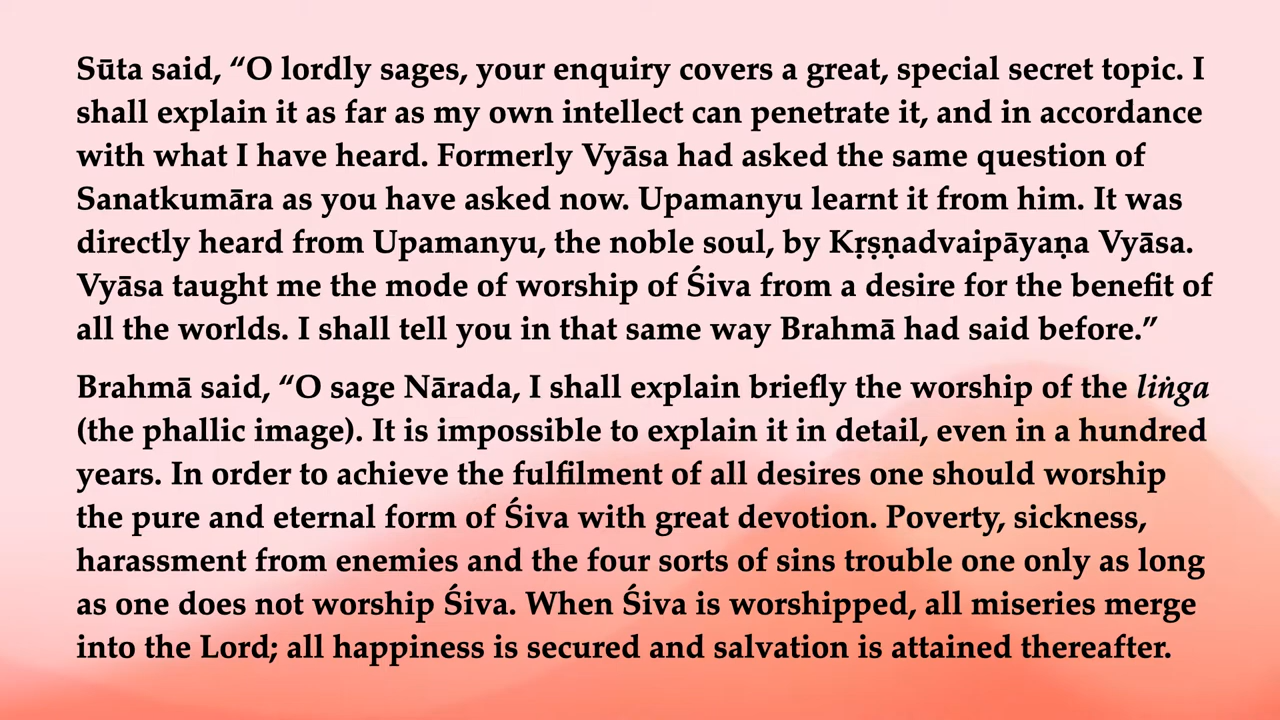 Sūta said, “O lordly sages, your enquiry covers a great, special secret topic. I
shall explain it as far as my own intellect can penetrate it, and in accordance
with what I have heard. Formerly Vyāsa had asked the same question of
Sanatkumāra as you have asked now. Upamanyu learnt it from him. It was
directly heard from Upamanyu, the noble soul, by Kṛṣṇadvaipāyaṇa Vyāsa.
Vyāsa taught me the mode of worship of Śiva from a desire for the benefit of
all the worlds. I shall tell you in that same way Brahmā had said before.”
Brahmā said, “O sage Nārada, I shall explain briefly the worship of the liṅga
(the phallic image). It is impossible to explain it in detail, even in a hundred
years. In order to achieve the fulfilment of all desires one should worship
the pure and eternal form of Śiva with great devotion. Poverty, sickness,
harassment from enemies and the four sorts of sins trouble one only as long
as one does not worship Śiva. When Śiva is worshipped, all miseries merge
into the Lord; all happiness is secured and salvation is attained thereafter.